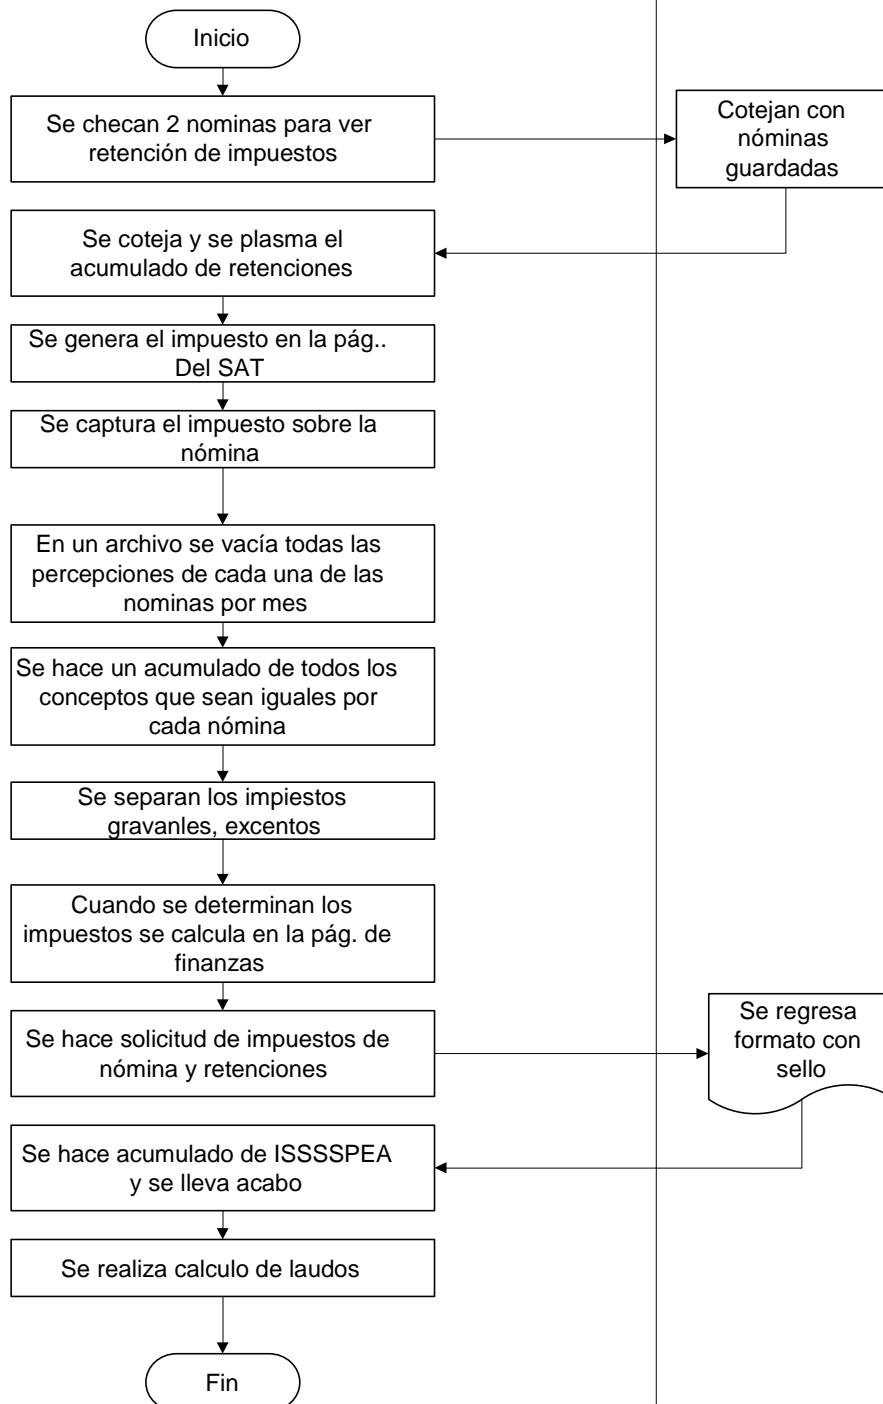 Inicio
Se checan 2 nominas para ver
retención de impuestos
Cotejan con
nóminas
guardadas
Se coteja y se plasma el
acumulado de retenciones
Se genera el impuesto en la pág..
Del SAT
Se captura el impuesto sobre la
nómina
En un archivo se vacía todas las
percepciones de cada una de las
nominas por mes
Se hace un acumulado de todos los
conceptos que sean iguales por
cada nómina
Se separan los impiestos
gravanles, excentos
Cuando se determinan los
impuestos se calcula en la pág. de
finanzas
Se hace solicitud de impuestos de
nómina y retenciones
Se regresa
formato con
sello
Se hace acumulado de ISSSSPEA
y se lleva acabo
Se realiza calculo de laudos
Fin